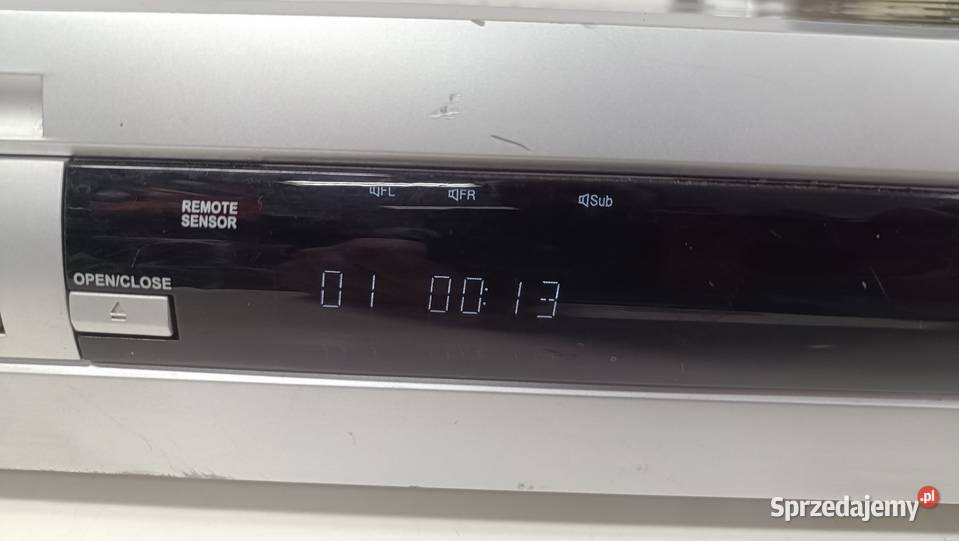 FL FR Sub
REMOTE
SENSOR
OPEN/CLOSE
01 00:13
Sprzedajemy.pl